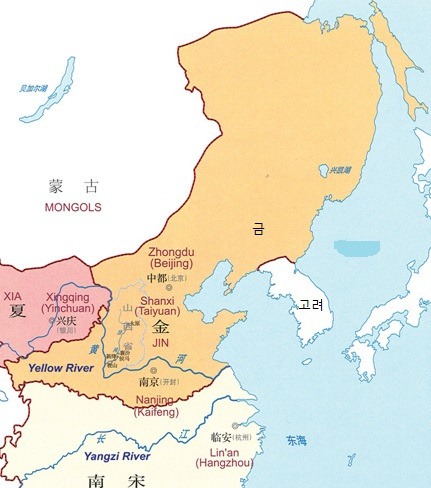 贝加尔湖
兴凯湖
蒙 古
MONGOLS
금
Zhongdu
(Beijing)
中都(北京)
XIA
夏
Xingqing
(Yinchuan)
兴庆
(银川)
Shanxi
(Taiyuan)
山
西
省
太原
金
JIN
고려
黄
河
Yellow River
南京(开封)
Nanjing
(Kaifeng)
长
江
Yangzi River
临安(杭州)
Lin'an
(Hangzhou)
东海
南 宋